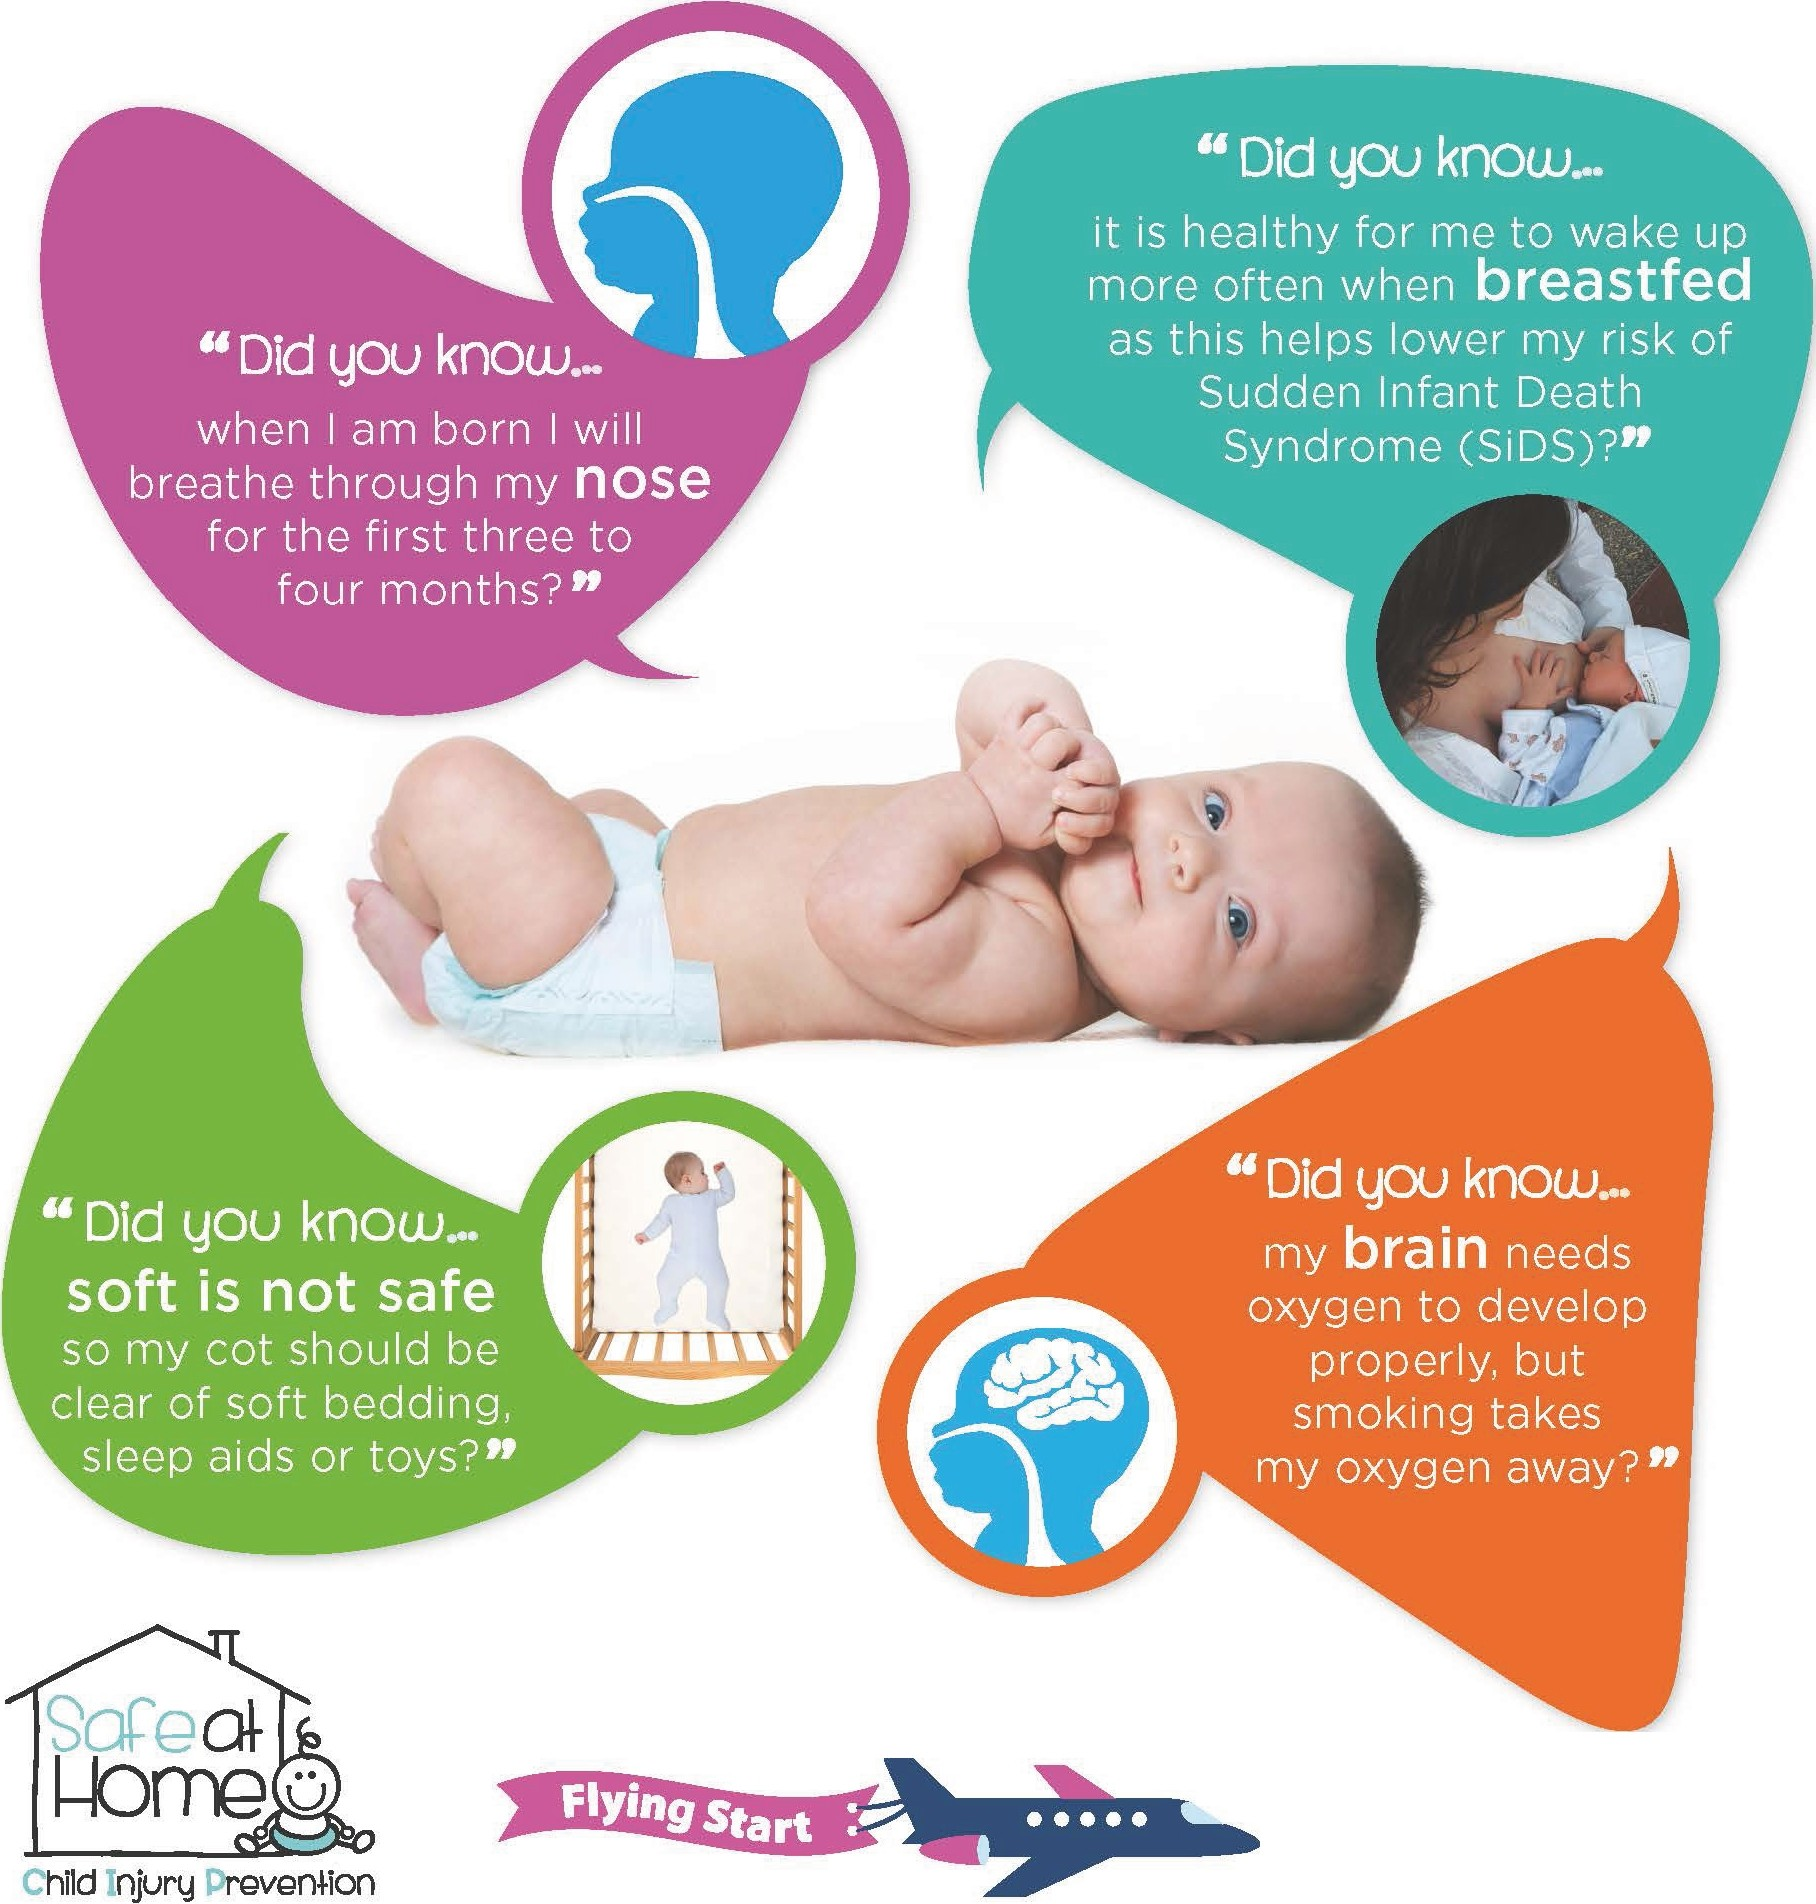 “Did you know...
when I am born I will
breathe through my nose
for the first three to
four months?”
“Did you know...
it is healthy for me to wake up
more often when breastfed
as this helps lower my risk of
Sudden Infant Death
Syndrome (SiDS)?”
“Did you know...
soft is not safe
so my cot should be
clear of soft bedding,
sleep aids or toys?”
“Did you know...
my brain needs
oxygen to develop
properly, but
smoking takes
my oxygen away?”
Safe at
Home
Child Injury Prevention
Flying Start